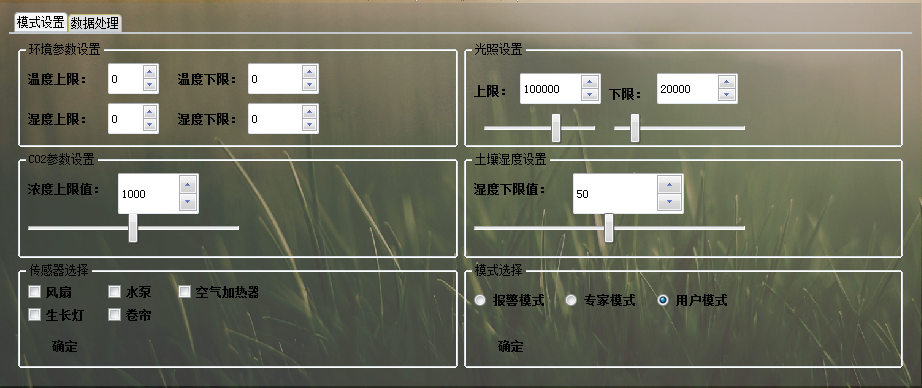 模式设置 数据处理
环境参数设置
温度上限： 0 温度下限： 0
湿度上限： 0 湿度下限： 0
光照设置
上限： 100000 下限： 20000
CO2参数设置
浓度上限值： 1000
土壤湿度设置
湿度下限值： 50
传感器选择
风扇 水泵 空气加热器
生长灯 卷帘
确定
模式选择
报警模式 专家模式 用户模式
确定